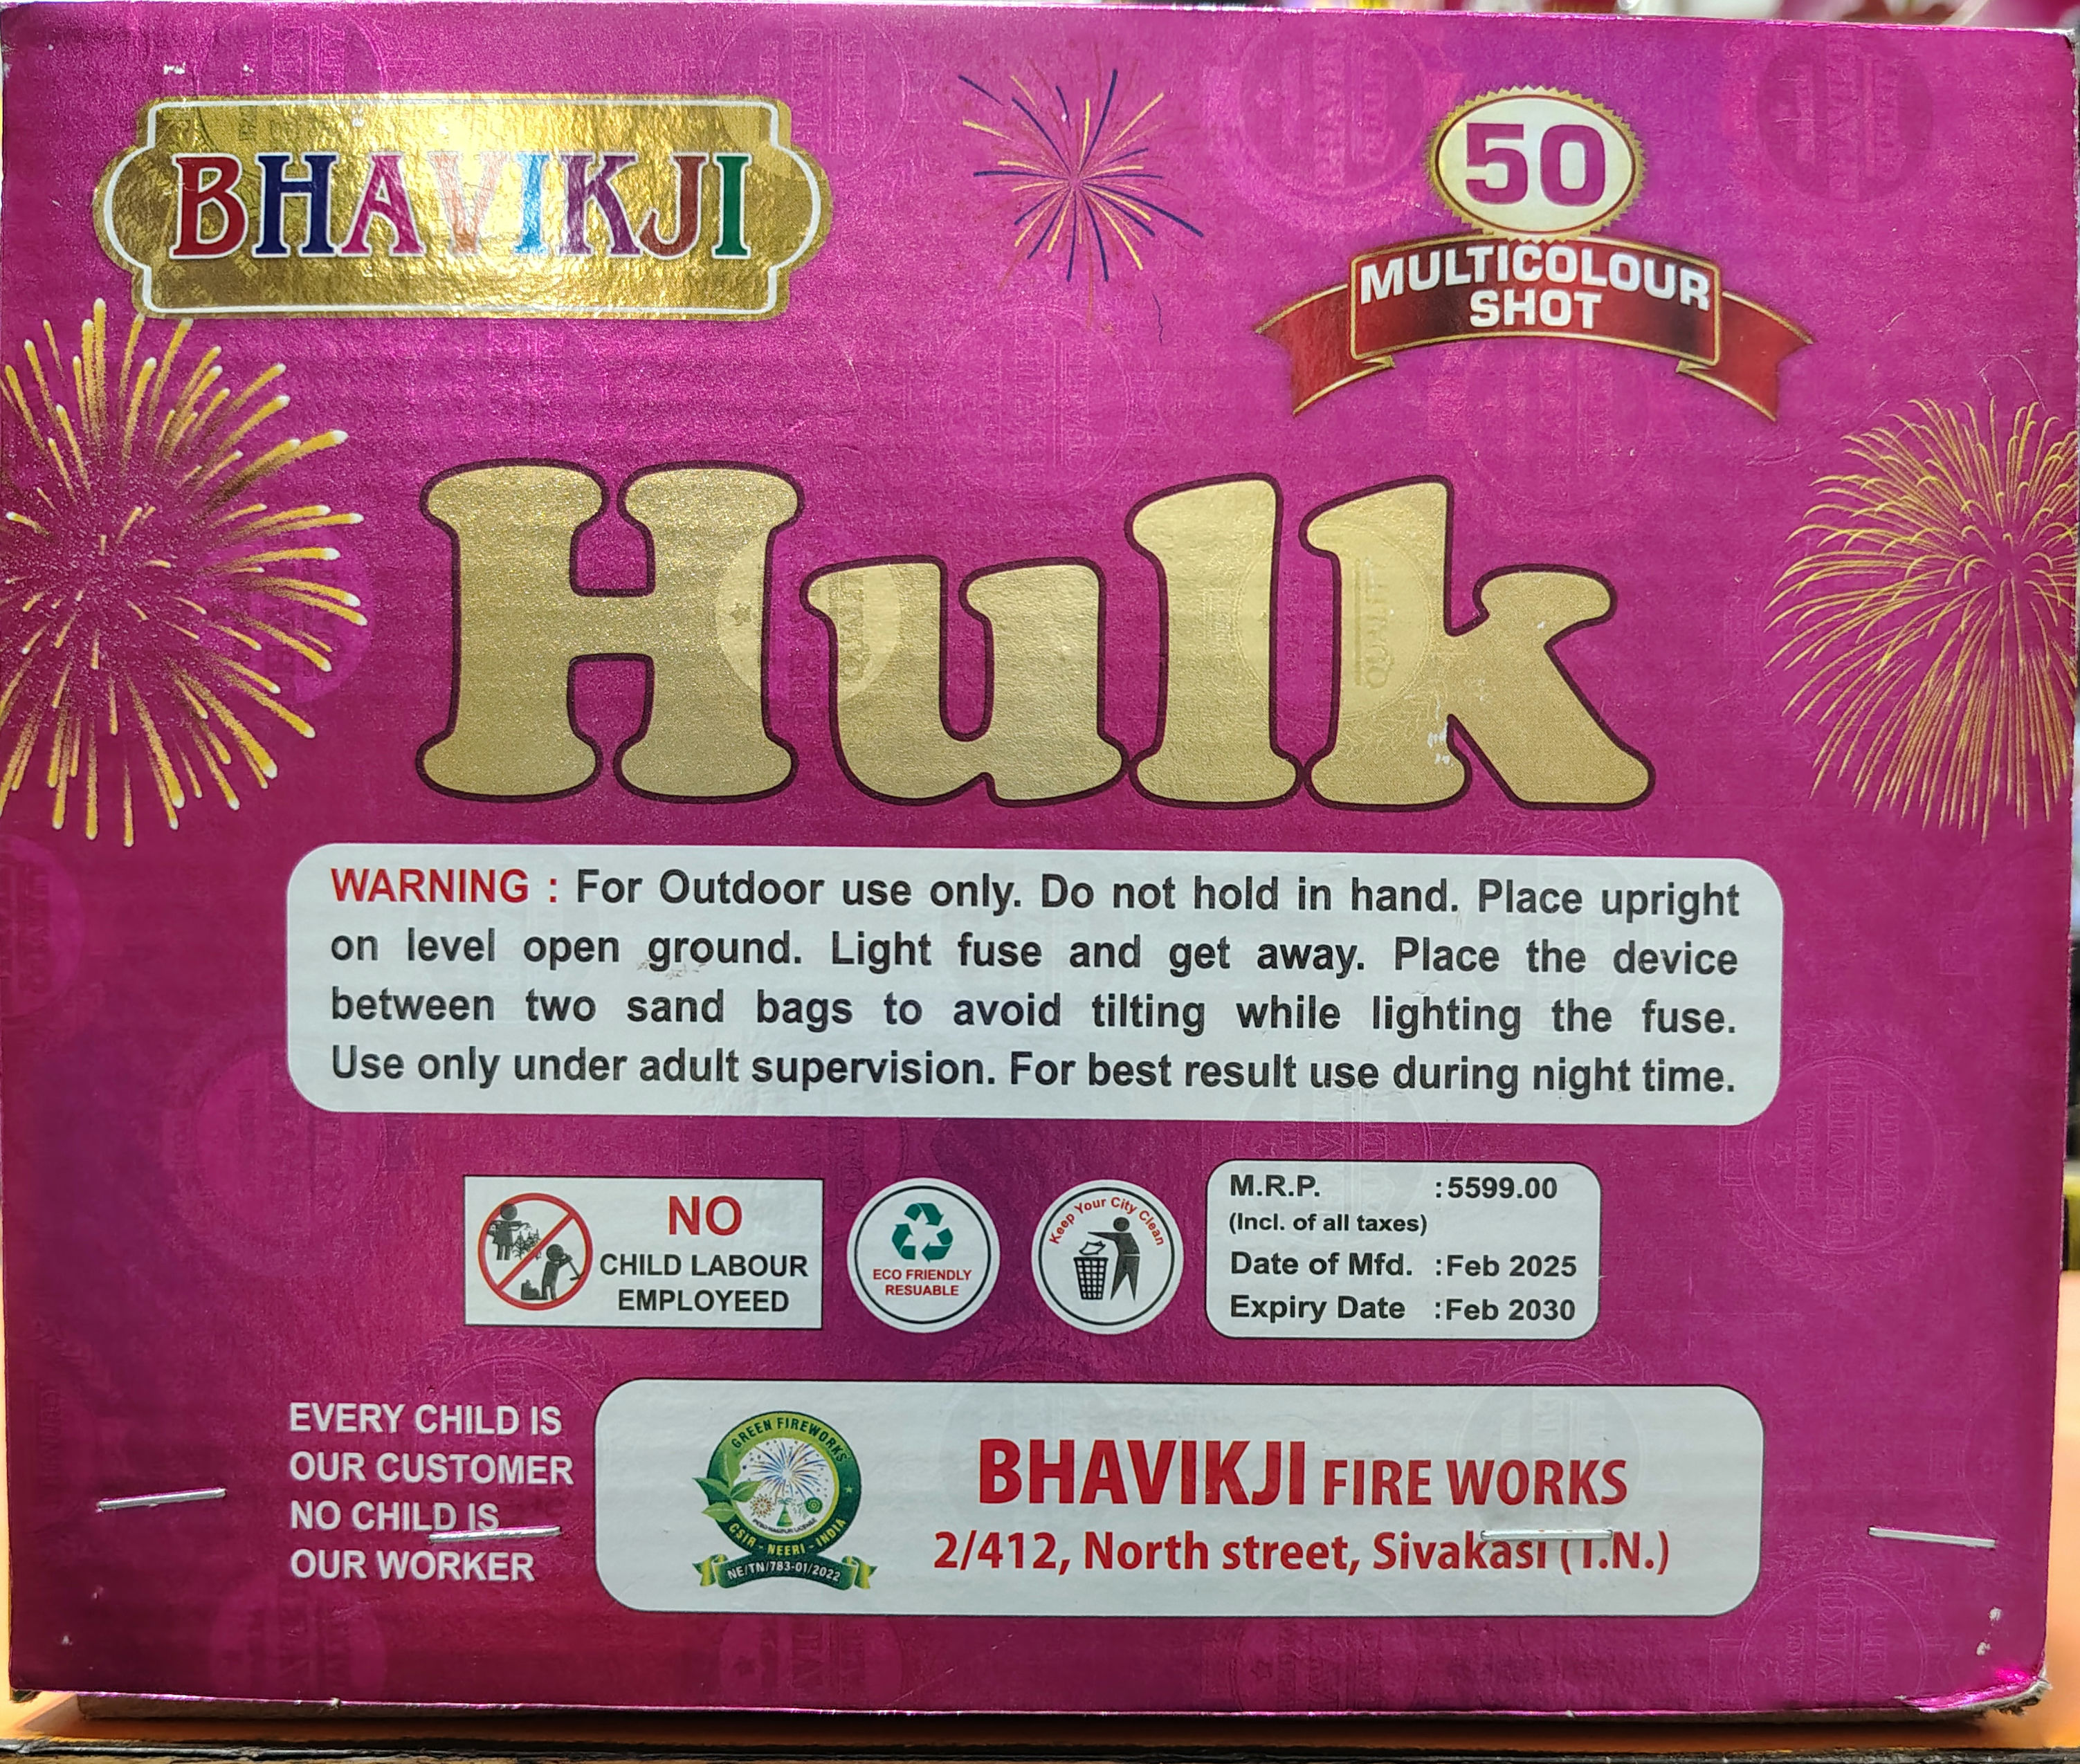 BHAVIKJI
50
MULTICOLOUR
SHOT
Hulk
WARNING : For Outdoor use only. Do not hold in hand. Place upright
on level open ground. Light fuse and get away. Place the device
between two sand bags to avoid tilting while lighting the fuse.
Use only under adult supervision. For best result use during night time.
NO
CHILD LABOUR
EMPLOYEED
ECO FRIENDLY
RESUABLE
Keep Your City Clean
M.R.P. :5599.00
(Incl. of all taxes)
Date of Mfd. :Feb 2025
Expiry Date :Feb 2030
EVERY CHILD IS
OUR CUSTOMER
NO CHILD IS
OUR WORKER
GREEN FIREWORKS
CSIR - NEERI - INDIA
NE/TN/783-01/2022
BHAVIKJI FIRE WORKS
2/412, North street, Sivakasi (T.N.)